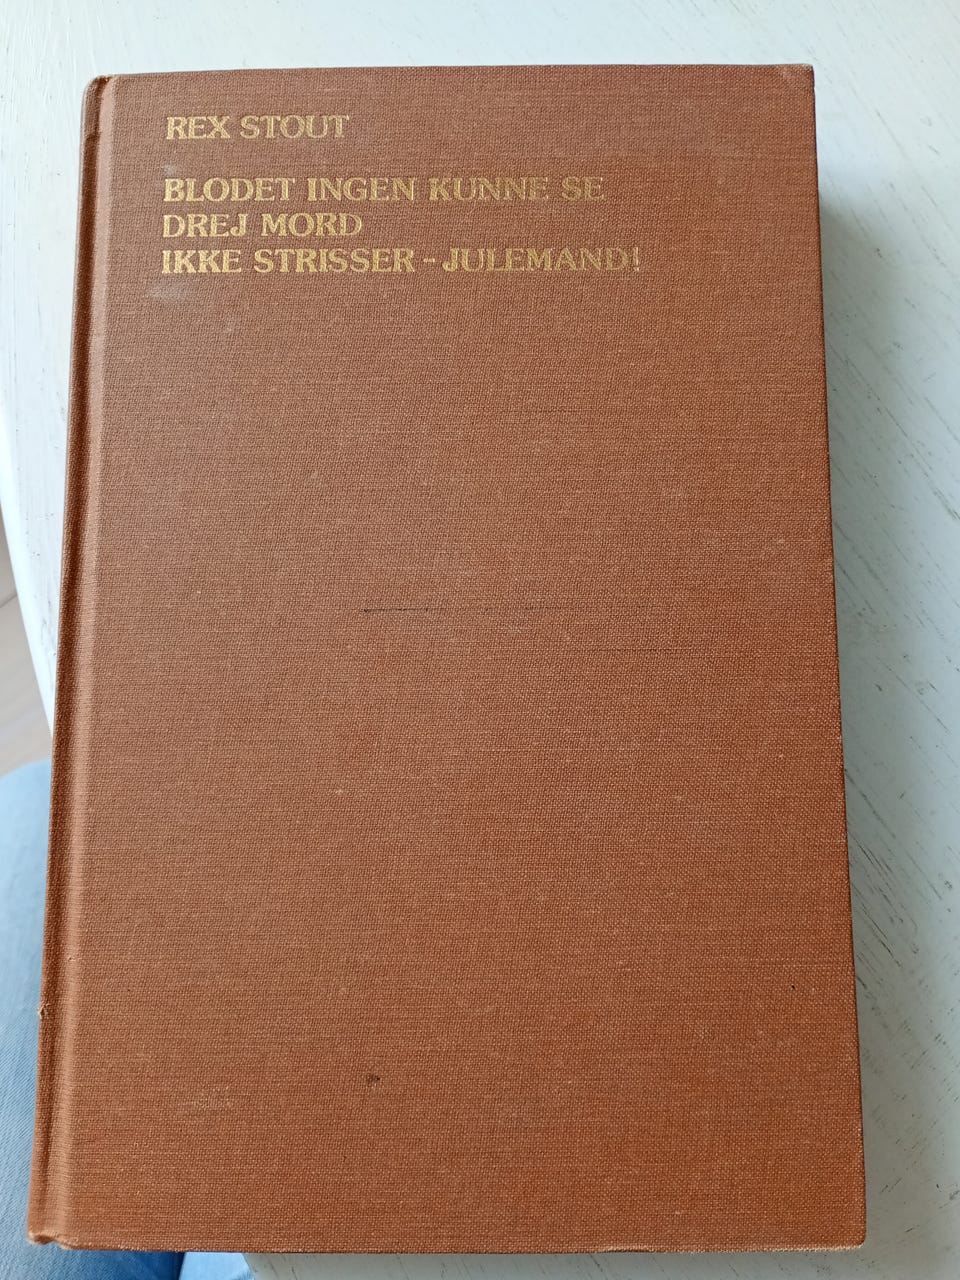 REX STOUT
BLODET INGEN KUNNE SE
DREJ MORD
IKKE STRISSER - JULEMAND!